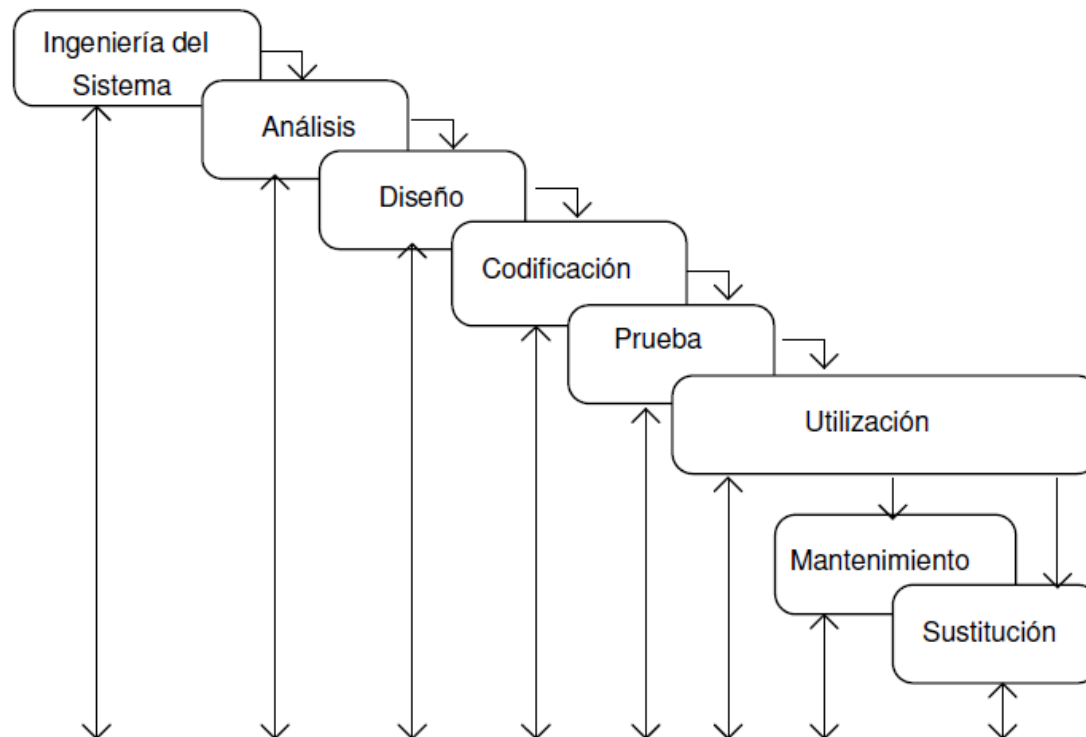 Ingeniería del
Sistema
Análisis
Diseño
Codificación
Prueba
Utilización
Mantenimiento
Sustitución